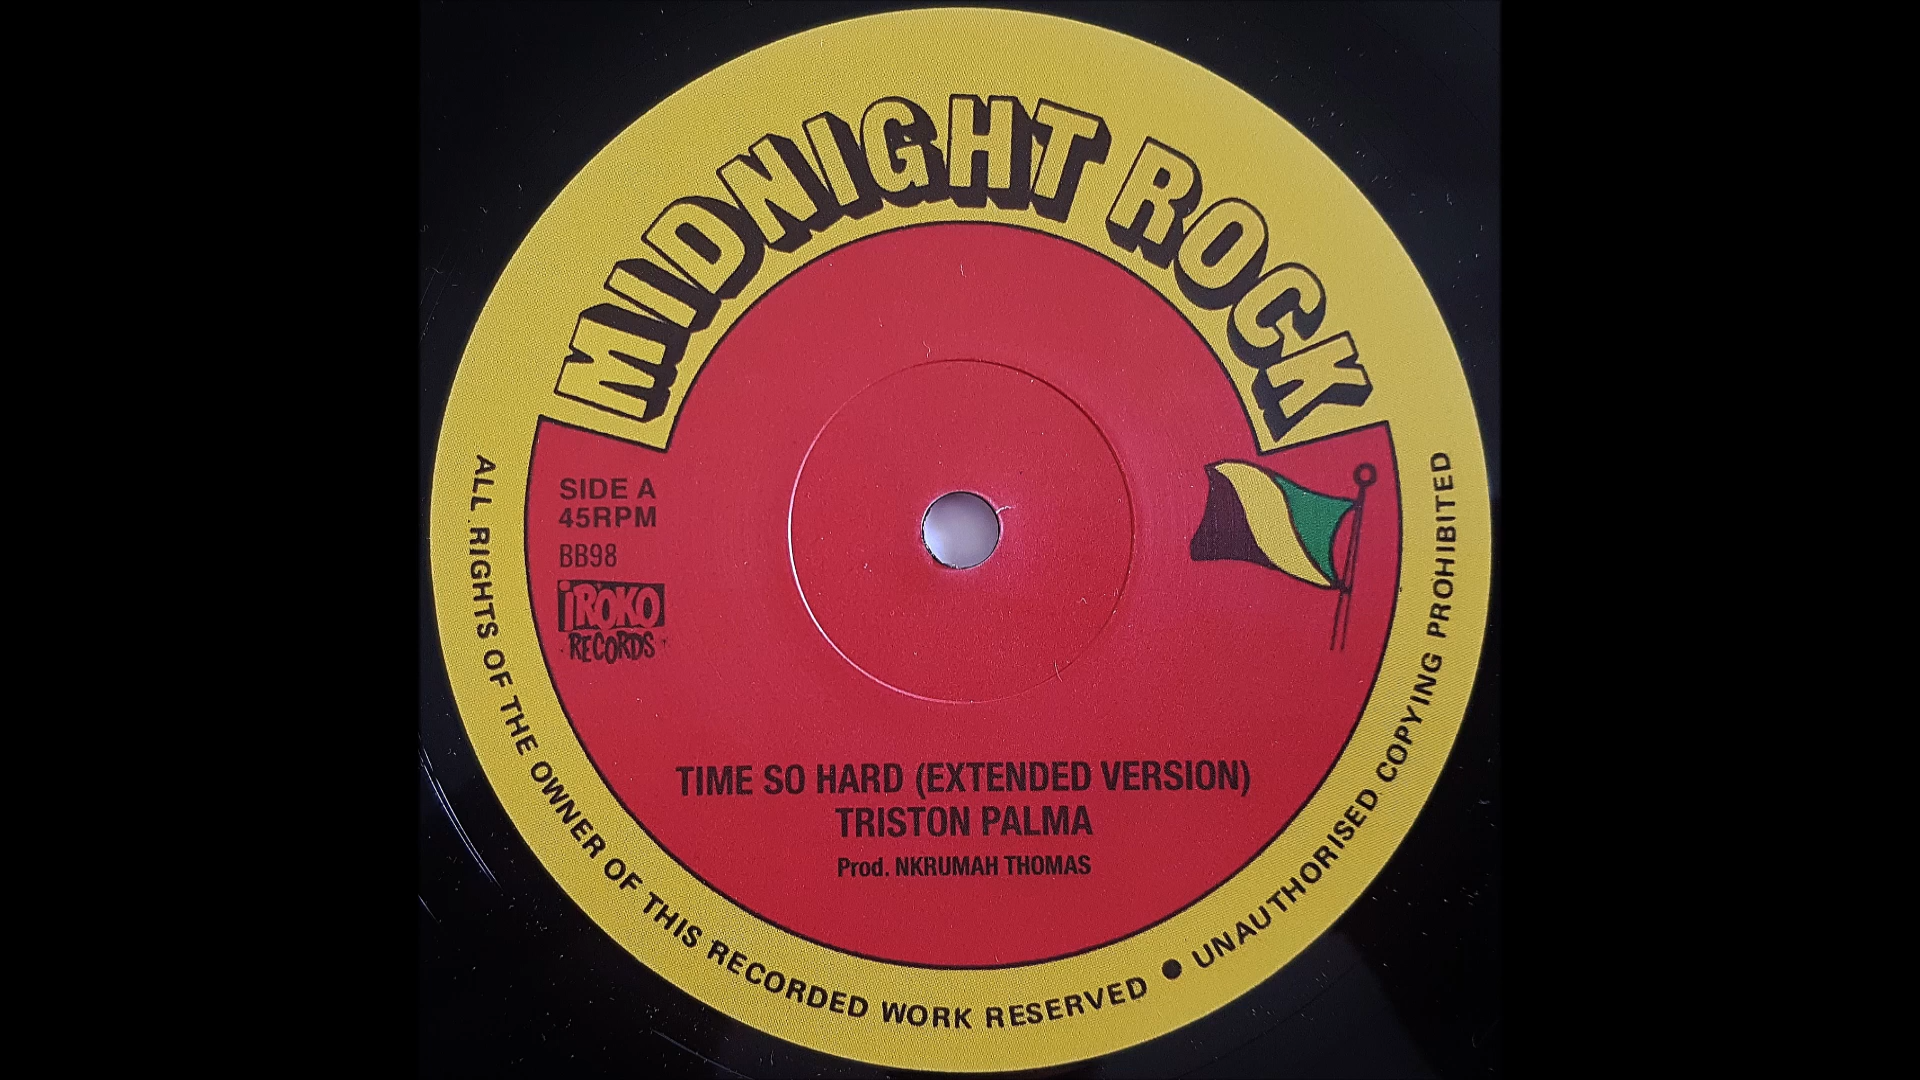 MIDNIGHT ROCK
SIDE A
45RPM
BB98
iROKO
RECORDS
TIME SO HARD (EXTENDED VERSION)
TRISTON PALMA
Prod. NKRUMAH THOMAS
ALL RIGHTS OF THE OWNER OF THIS RECORDED WORK RESERVED ● UNAUTHORISED COPYING PROHIBITED